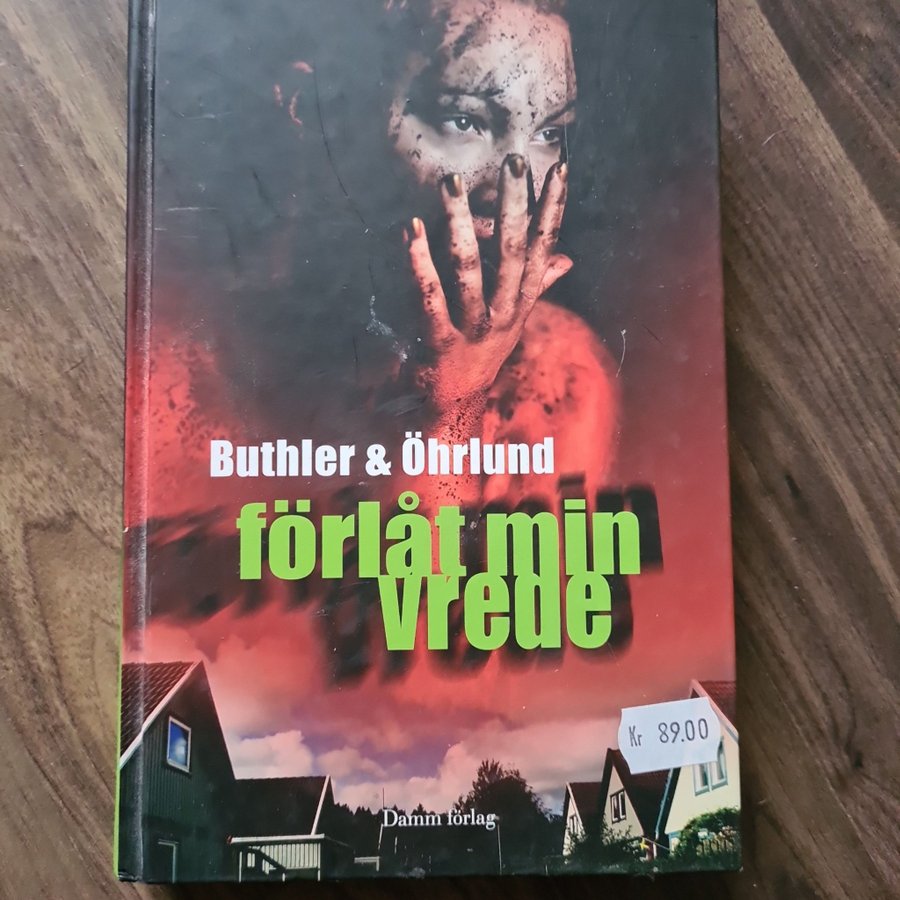 Buthler & Öhrlund
förlåt min
vrede
Kr 89.00
Damm förlag